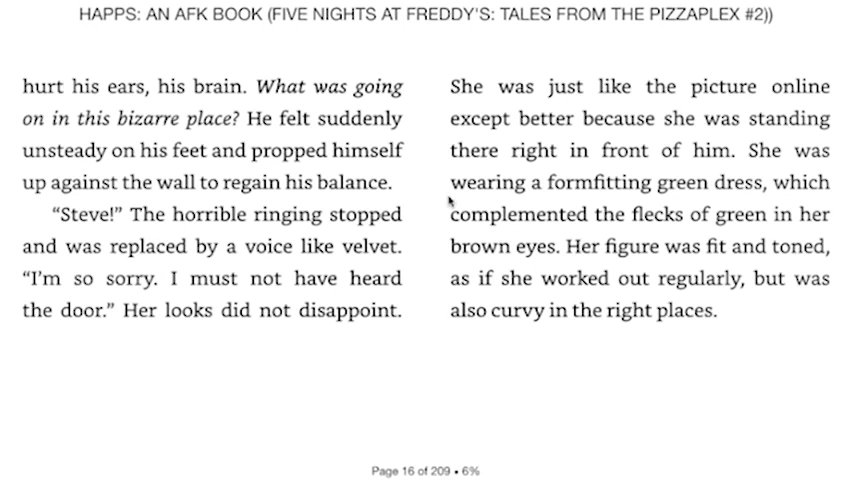 HAPPS: AN AFK BOOK (FIVE NIGHTS AT FREDDY'S: TALES FROM THE PIZZAPLEX #2))
hurt his ears, his brain. What was going
on in this bizarre place? He felt suddenly
unsteady on his feet and propped himself
up against the wall to regain his balance.
“Steve!” The horrible ringing stopped
and was replaced by a voice like velvet.
“I’m so sorry. I must not have heard
the door.” Her looks did not disappoint.
She was just like the picture online
except better because she was standing
there right in front of him. She was
wearing a formfitting green dress, which
complemented the flecks of green in her
brown eyes. Her figure was fit and toned,
as if she worked out regularly, but was
also curvy in the right places.
Page 16 of 209 • 6%